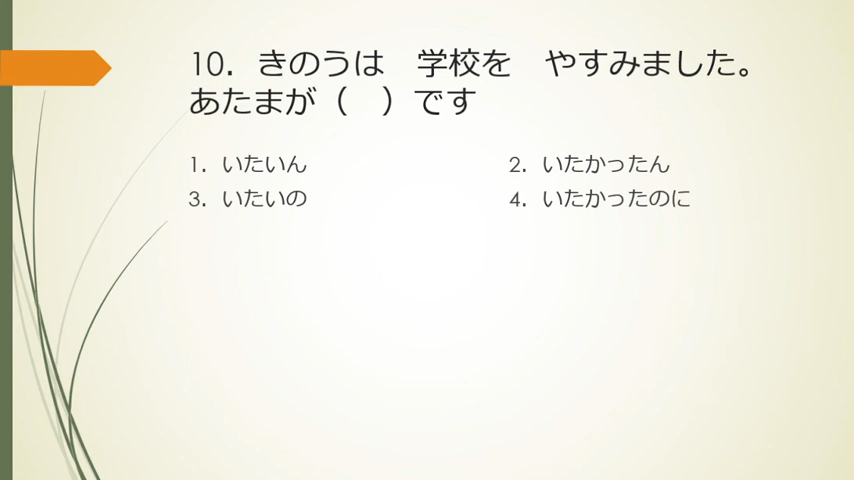 10．きのうは　学校を　やすみました。
あたまが（　）です
1．いたいん
2．いたかったん
3．いたいの
4．いたかったのに